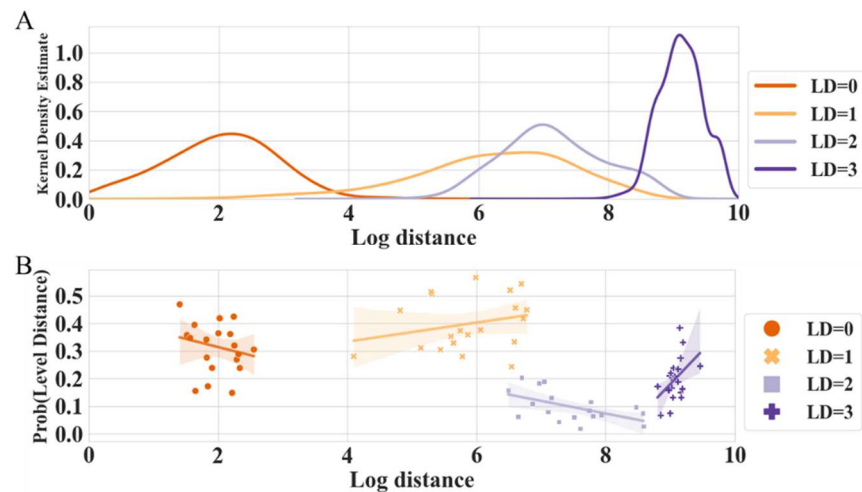 A
Kernel Density Estimate
1.0
0.8
0.6
0.4
0.2
0.0
0 2 4 6 8 10
Log distance
LD=0
LD=1
LD=2
LD=3
B
Prob(Level Distance)
0.5
0.4
0.3
0.2
0.1
0.0
0 2 4 6 8 10
Log distance
LD=0
LD=1
LD=2
LD=3